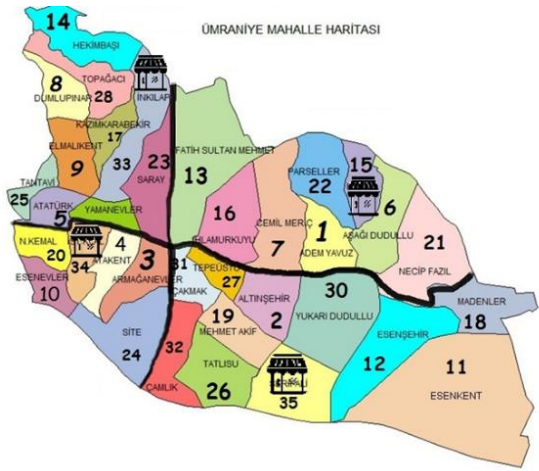 ÜMRANİYE MAHALLE HARİTASI
14
HEKİMBAŞI
8
DUMLUPINAR
TOPAĞACI
28
İNKILAP
KAZIMKARABEKİR
17
ELMALIKENT
9
33
23
SARAY
FATİH SULTAN MEHMET
13
PARSELLER
22
15
TANTAVİ
25
ATATÜRK
5
YAMANEVLER
16
IHLAMURKUYU
CEMİL MERİÇ
7
1
ADEM YAVUZ
6
AŞAĞI DUDULLU
21
NECİP FAZIL
N.KEMAL
20
34
4
ATAKENT
3
ARMAĞANEVLER
31
ÇAKMAK
TEPEÜSTÜ
27
ESENEVLER
10
ALTINŞEHİR
2
30
YUKARI DUDULLU
MADENLER
18
SİTE
24
32
ÇAMLIK
19
MEHMET AKİF
TATLISU
26
35
ESENŞEHİR
12
11
ESENKENT